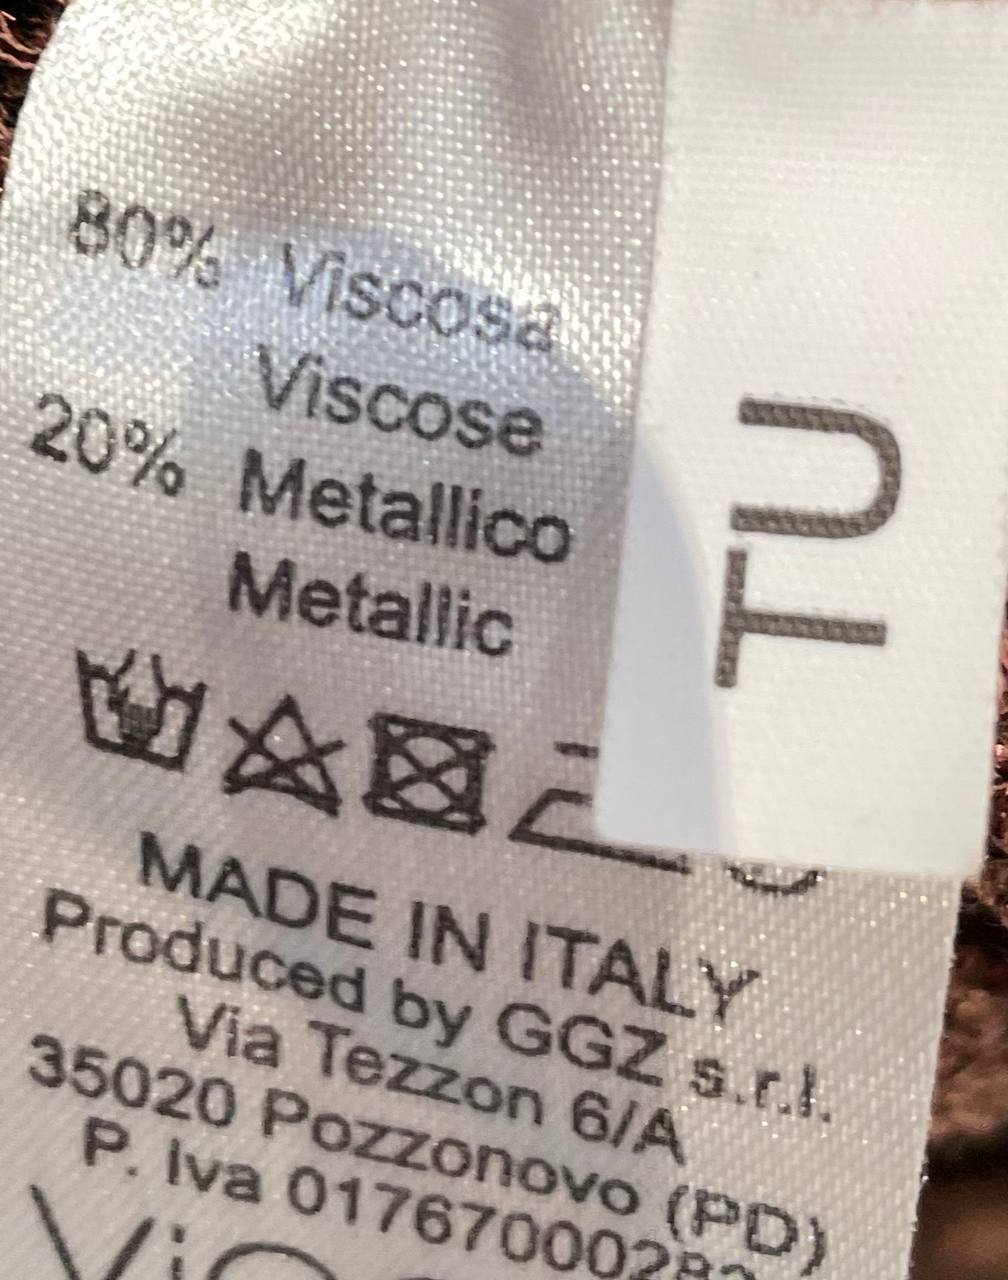 80% Viscosa
Viscose
20% Metallico
Metallic
MADE IN ITALY
Produced by GGZ s.r.l.
Via Tezzon 6/A
35020 Pozzonovo (PD)
P. Iva
TU